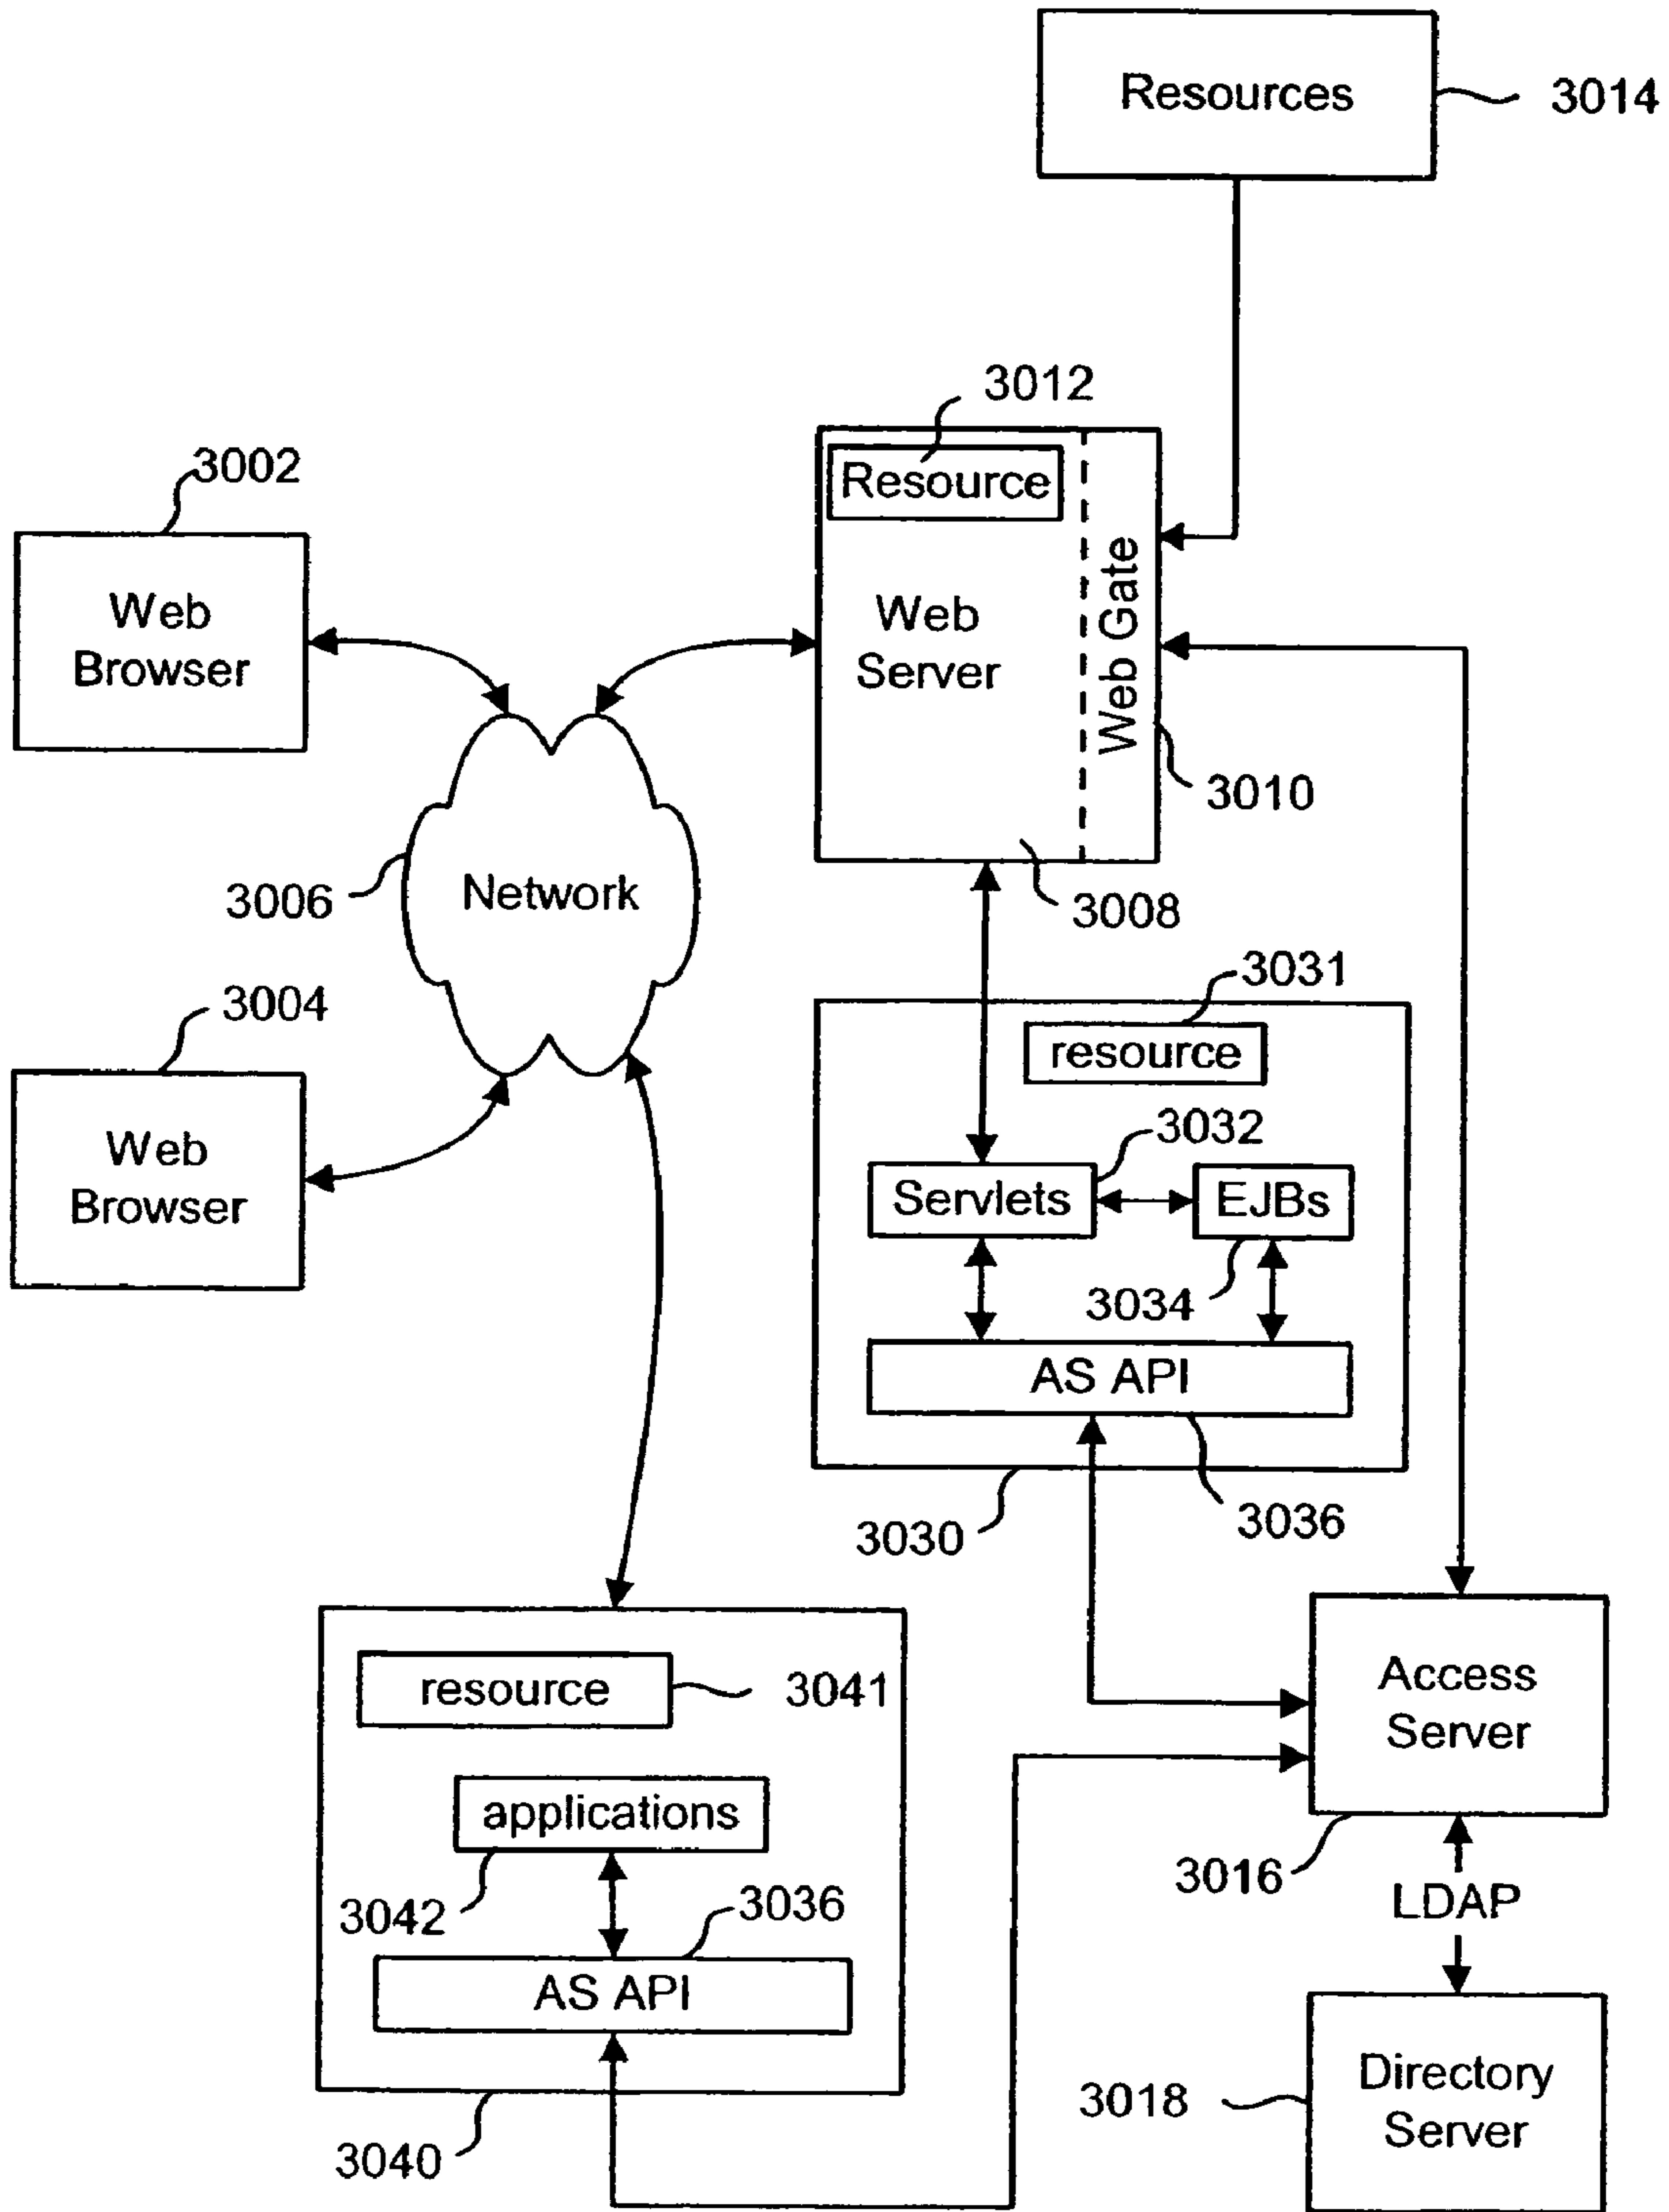 Resources
3014
3012
Resource
3002
Web
Browser
Web
Server
Web Gate
3010
3006
Network
3008
3004
Web
Browser
3031
resource
3032
Servlets
EJBs
3034
AS API
3030
3036
resource
3041
Access
Server
applications
3042
3036
3016
LDAP
AS API
3040
3018
Directory
Server